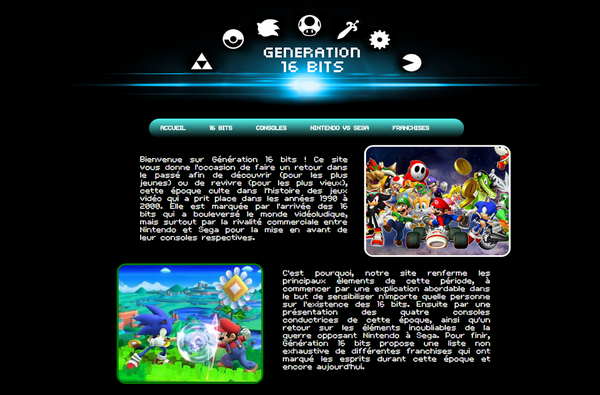 GENERATION
16 BITS
ACCUEIL 16 BITS CONSOLES NINTENDO VS SEGA FRANCHISES
Bienvenue sur Génération 16 bits ! Ce site
vous donne l'occasion de faire un retour dans
le passé afin de découvrir (pour les plus
jeunes) ou de revivre (pour les plus vieux),
cette époque culte dans l'histoire des jeux
vidéo qui a prit place dans les années 1990 à
2000. Elle est marquée par l'arrivée des 16
bits qui a bouleversé le monde vidéoludique,
mais surtout par la rivalité commerciale entre
Nintendo et Sega pour la mise en avant de
leur consoles respectives.
C'est pourquoi, notre site renferme les
principaux élements de cette période, à
commencer par une explication abordable dans
le but de sensibiliser n'importe quelle personne
sur l'existence des 16 bits. Ensuite par une
présentation des quatre consoles
conductrices de cette époque, ainsi qu'un
retour sur les éléments inoubliables de la
guerre opposant Nintendo à Sega. Pour finir,
Génération 16 bits propose une liste non
exhaustive de différentes franchises qui ont
marqué les esprits durant cette époque et
encore aujourd'hui.